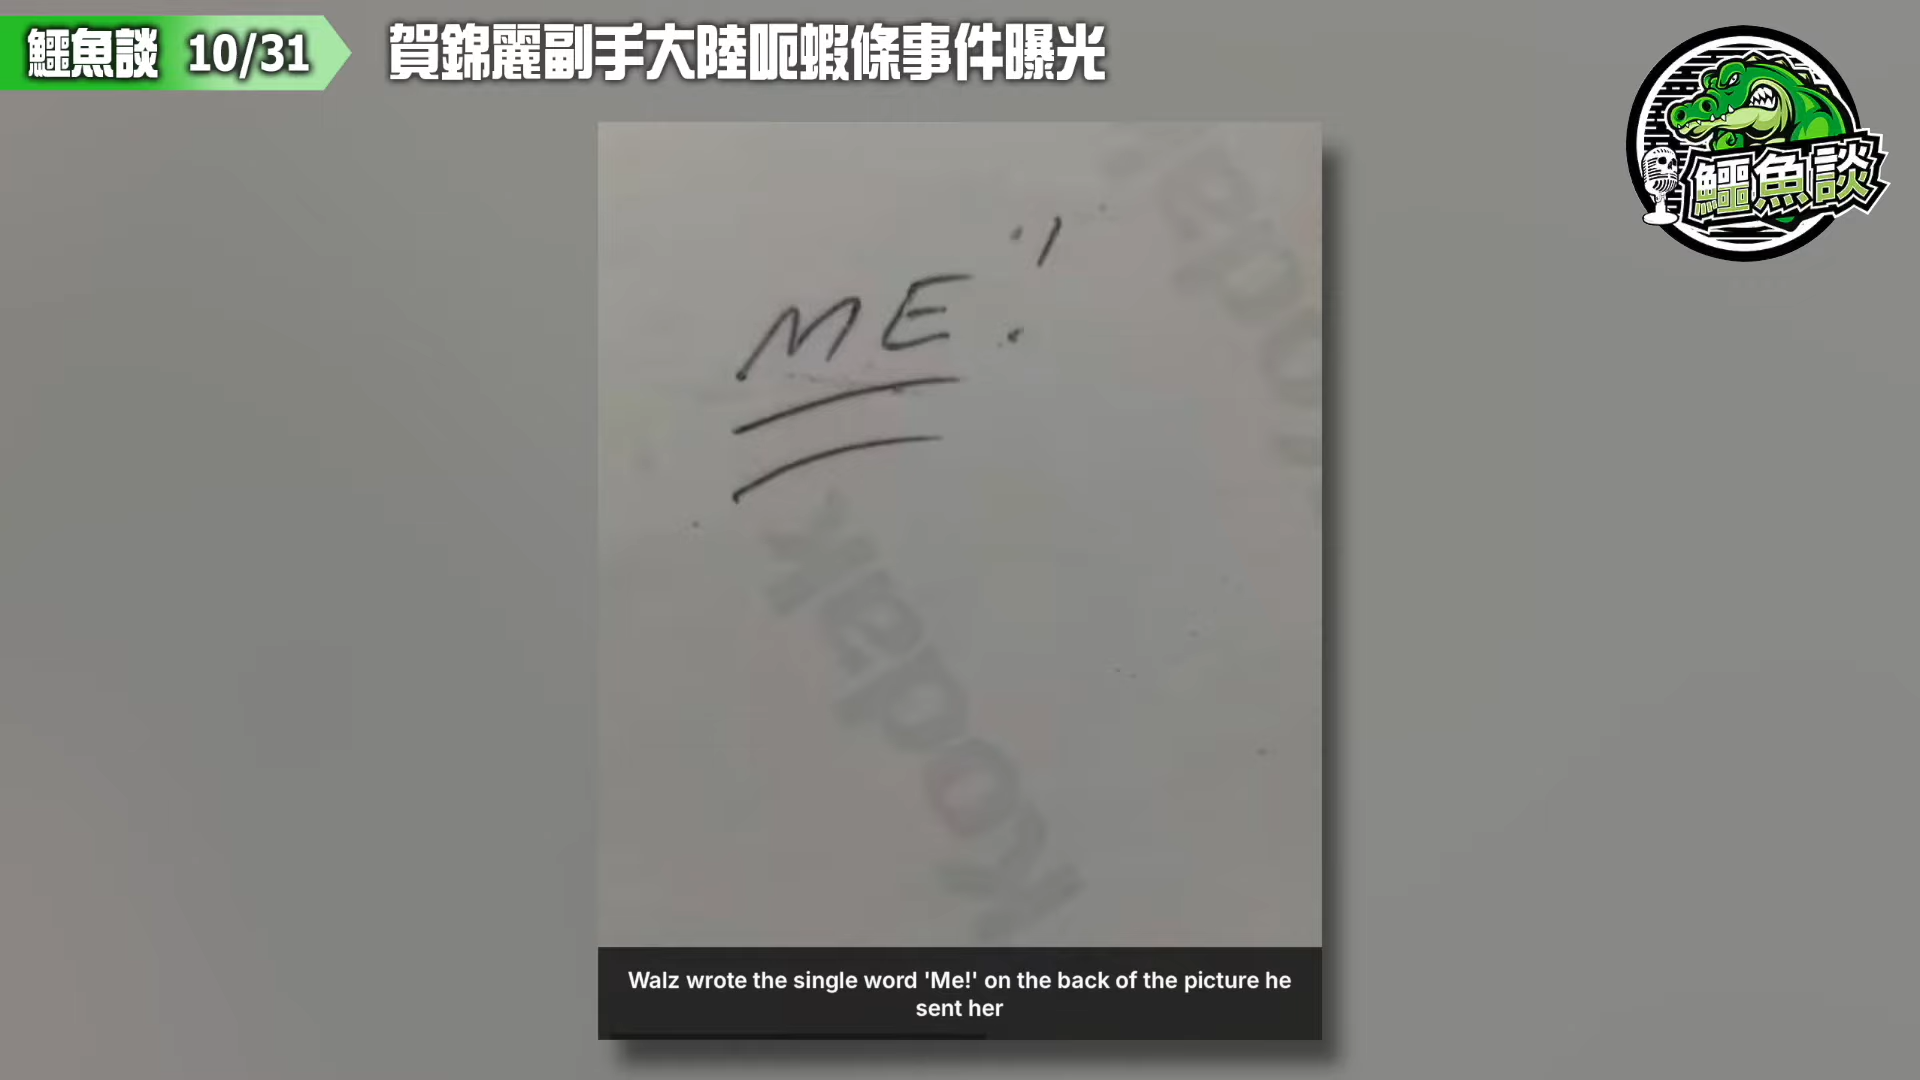 鱷魚談 10/31
賀錦麗副手大陸呃蝦條事件曝光
鱷魚談
ME!
Kodak
Walz wrote the single word 'Me!' on the back of the picture he
sent her